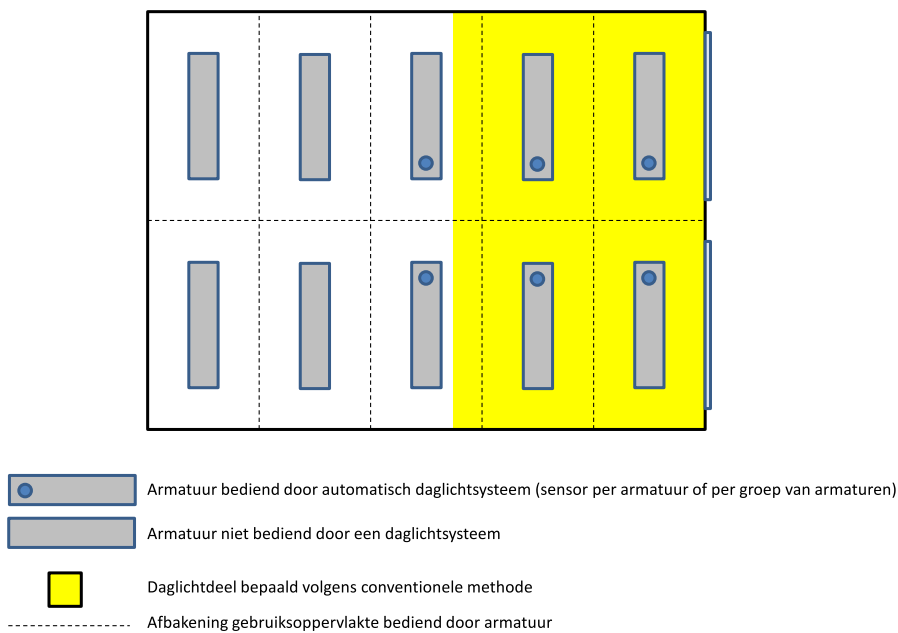 Armatuur bediend door automatisch daglichtsysteem (sensor per armatuur of per groep van armaturen)
Armatuur niet bediend door een daglichtsysteem
Daglichtdeel bepaald volgens conventionele methode
Afbakening gebruiksoppervlakte bediend door armatuur